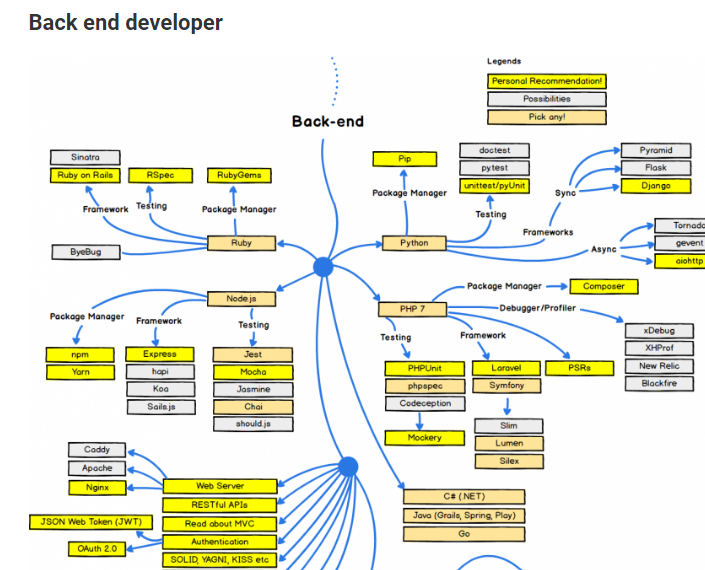 Back end developer
Legends
Personal Recommendation!
Possibilities
Pick any!
Back-end
Sinatra
Ruby on Rails
RSpec
RubyGems
Framework
Testing
Package Manager
ByeBug
Ruby
Pip
Package Manager
doctest
pytest
unittest/pyUnit
Testing
Python
Pyramid
Flask
Django
Sync
Frameworks
Async
Tornado
gevent
aiohttp
Node.js
Package Manager
Framework
Testing
npm
Yarn
Express
hapi
Koa
Sails.js
Jest
Mocha
Jasmine
Chai
should.js
PHP 7
Package Manager
Composer
Debugger/Profiler
xDebug
XHProf
New Relic
Blackfire
Testing
Framework
PHPUnit
phpspec
Codeception
Mockery
Laravel
Symfony
Slim
Lumen
Silex
PSRs
C# (.NET)
Java (Grails, Spring, Play)
Go
Caddy
Apache
Nginx
Web Server
RESTful APIs
Read about MVC
Authentication
SOLID, YAGNI, KISS etc
JSON Web Token (JWT)
OAuth 2.0